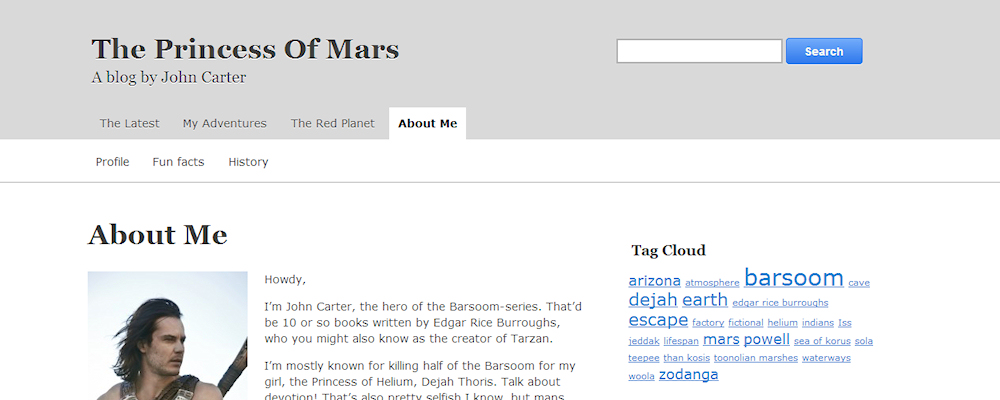 The Princess Of Mars
A blog by John Carter
Search
The Latest My Adventures The Red Planet About Me
Profile Fun facts History
About Me
Howdy,
I’m John Carter, the hero of the Barsoom-series. That’d
be 10 or so books written by Edgar Rice Burroughs,
who you might also know as the creator of Tarzan.
I’m mostly known for killing half of the Barsoom for my
girl, the Princess of Helium, Dejah Thoris. Talk about
devotion! That’s also pretty selfish I know, but mans
Tag Cloud
arizona atmosphere barsoom cave
dejah earth edgar rice burroughs
escape factory fictional helium indians Iss
jeddak lifespan mars powell sea of korus sola
teepee than kosis toonolian marshes waterways
woola zodanga